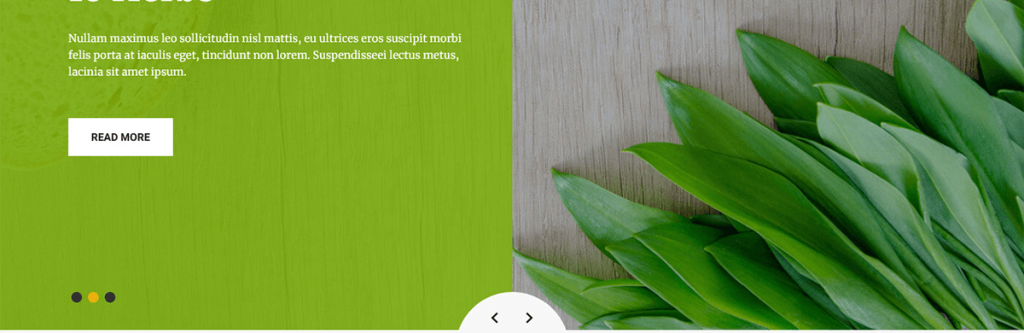 Nullam maximus leo sollicitudin nisl mattis, eu ultrices eros suscipit morbi
felis porta at iaculis eget, tincidunt non lorem. Suspendisseei lectus metus,
lacinia sit amet ipsum.
READ MORE